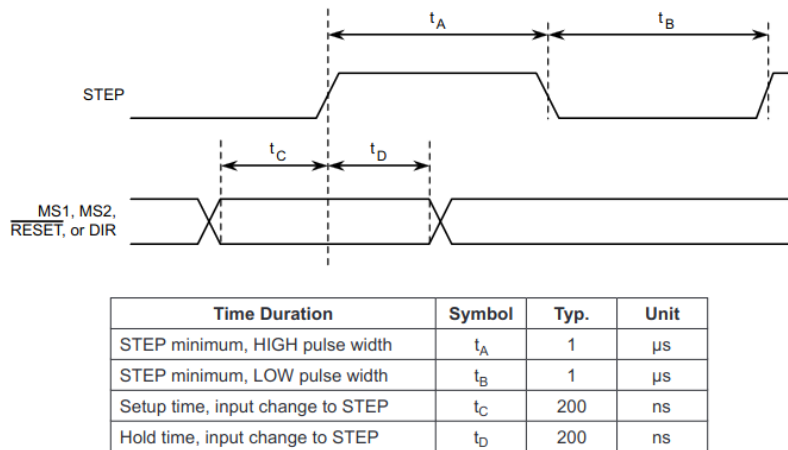 tA
tB
STEP
tC
tD
MS1, MS2,
RESET, or DIR
Time Duration Symbol Typ. Unit
STEP minimum, HIGH pulse width tA 1 µs
STEP minimum, LOW pulse width tB 1 µs
Setup time, input change to STEP tC 200 ns
Hold time, input change to STEP tD 200 ns